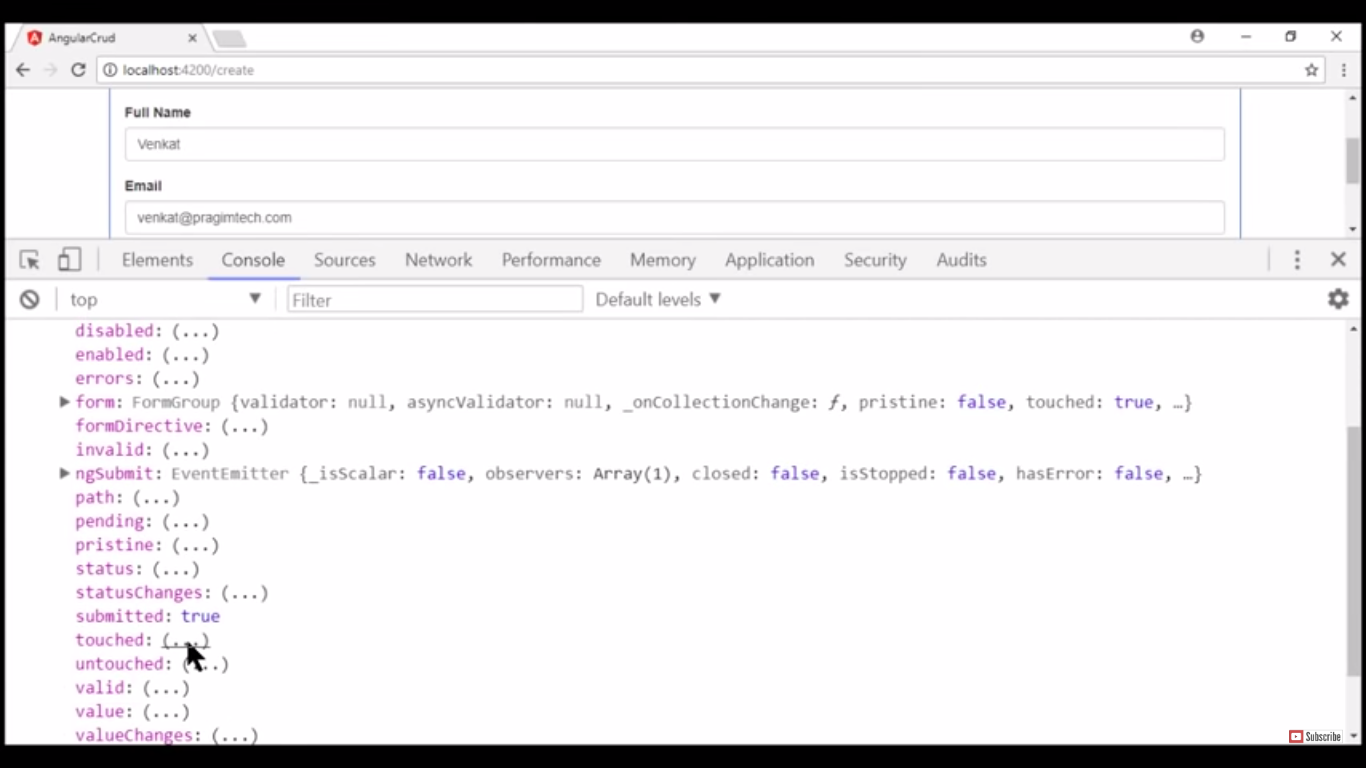 AngularCrud
localhost:4200/create
Full Name
Venkat
Email
venkat@pragimtech.com
Elements Console Sources Network Performance Memory Application Security Audits
top Filter Default levels
disabled: (...)
enabled: (...)
errors: (...)
form: FormGroup {validator: null, asyncValidator: null, _onCollectionChange: ƒ, pristine: false, touched: true, …}
formDirective: (...)
invalid: (...)
ngSubmit: EventEmitter {_isScalar: false, observers: Array(1), closed: false, isStopped: false, hasError: false, …}
path: (...)
pending: (...)
pristine: (...)
status: (...)
statusChanges: (...)
submitted: true
touched: (...)
untouched: (...)
valid: (...)
value: (...)
valueChanges: (...)
Subscribe